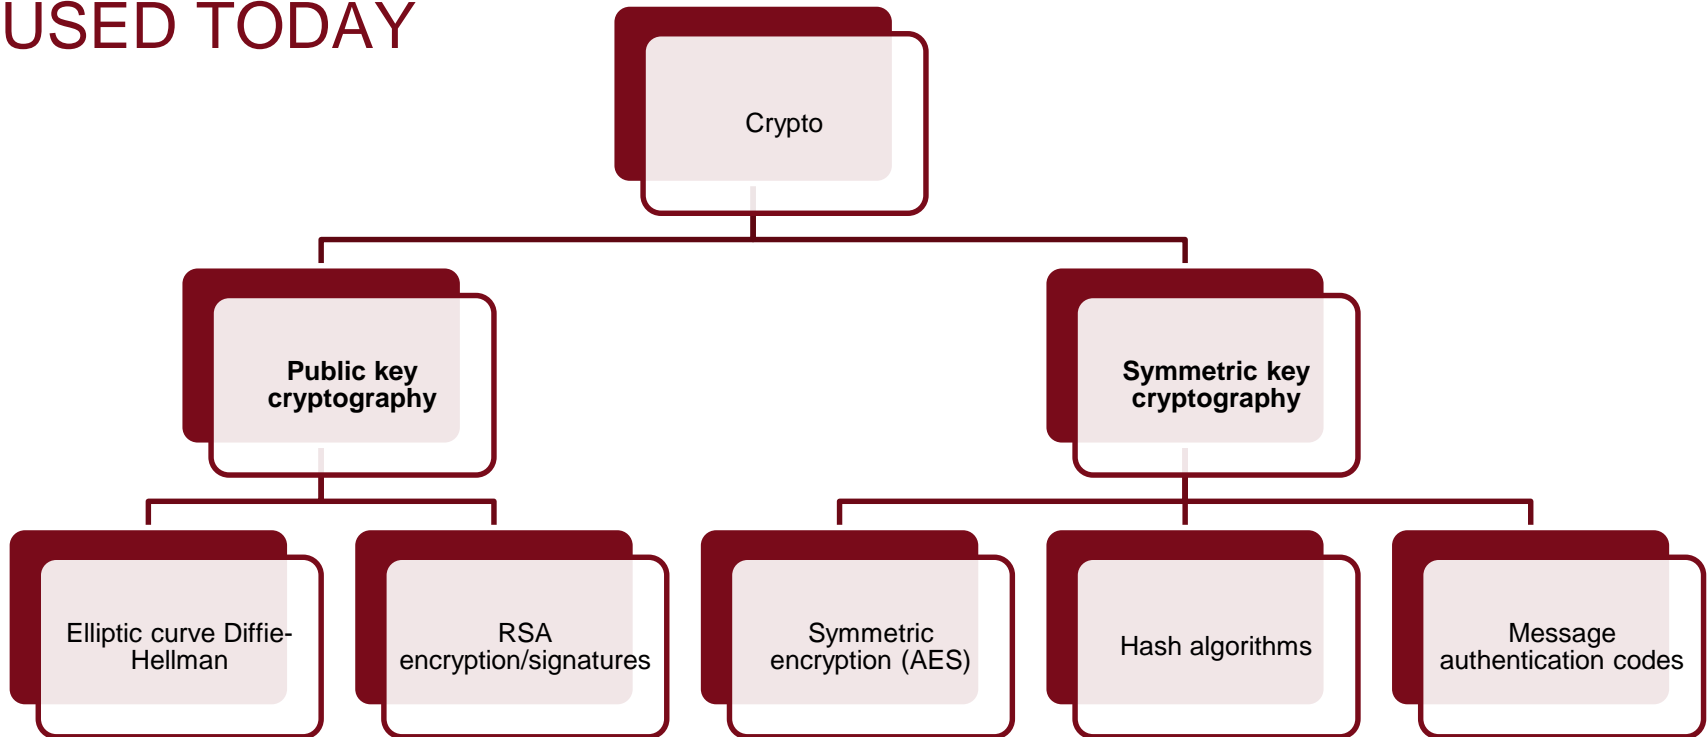 USED TODAY
Crypto
Public key
cryptography
Symmetric key
cryptography
Elliptic curve Diffie-
Hellman
RSA
encryption/signatures
Symmetric
encryption (AES)
Hash algorithms
Message
authentication codes